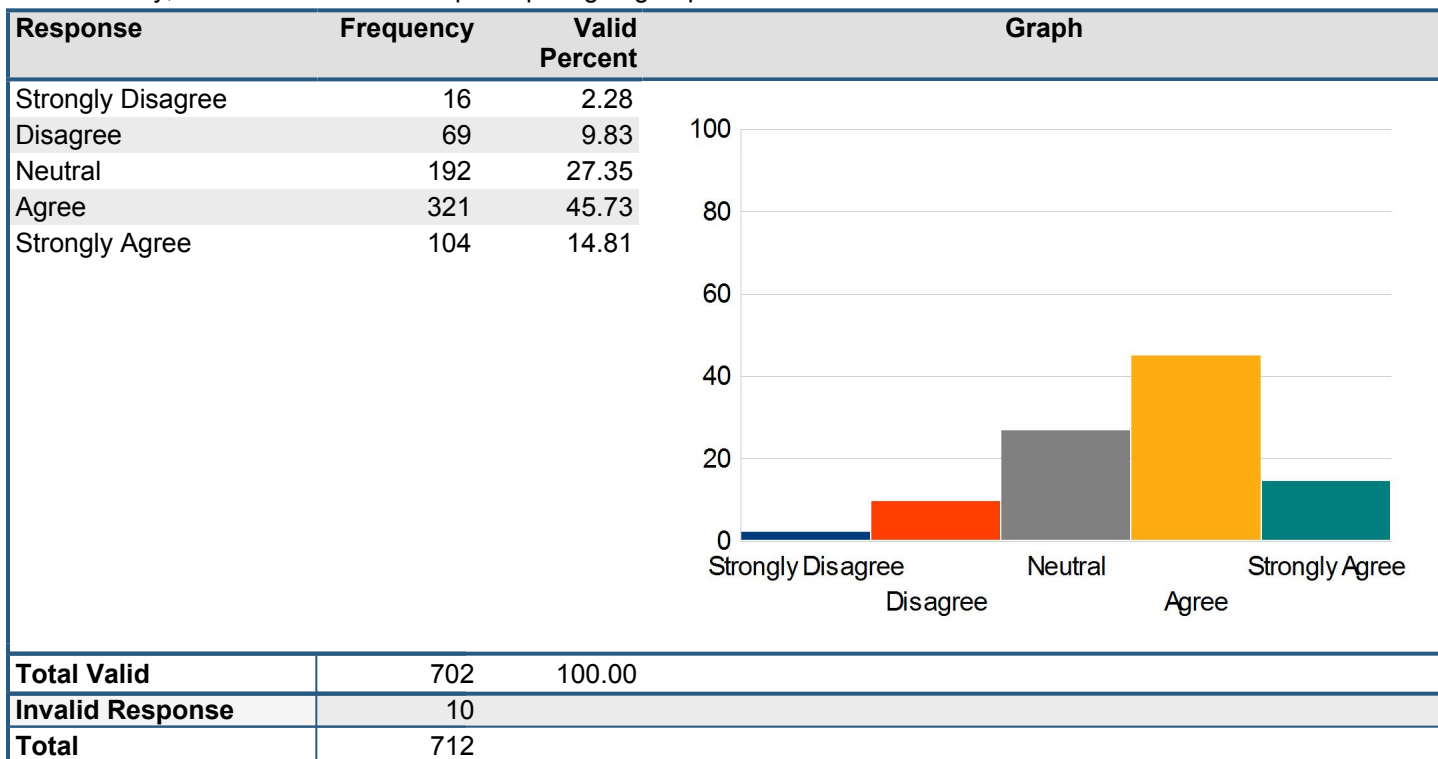 Response Frequency Valid Percent Graph
Strongly Disagree 16 2.28
Disagree 69 9.83
Neutral 192 27.35
Agree 321 45.73
Strongly Agree 104 14.81
100
80
60
40
20
0
Strongly Disagree Neutral Strongly Agree
Disagree Agree
Total Valid 702 100.00
Invalid Response 10
Total 712